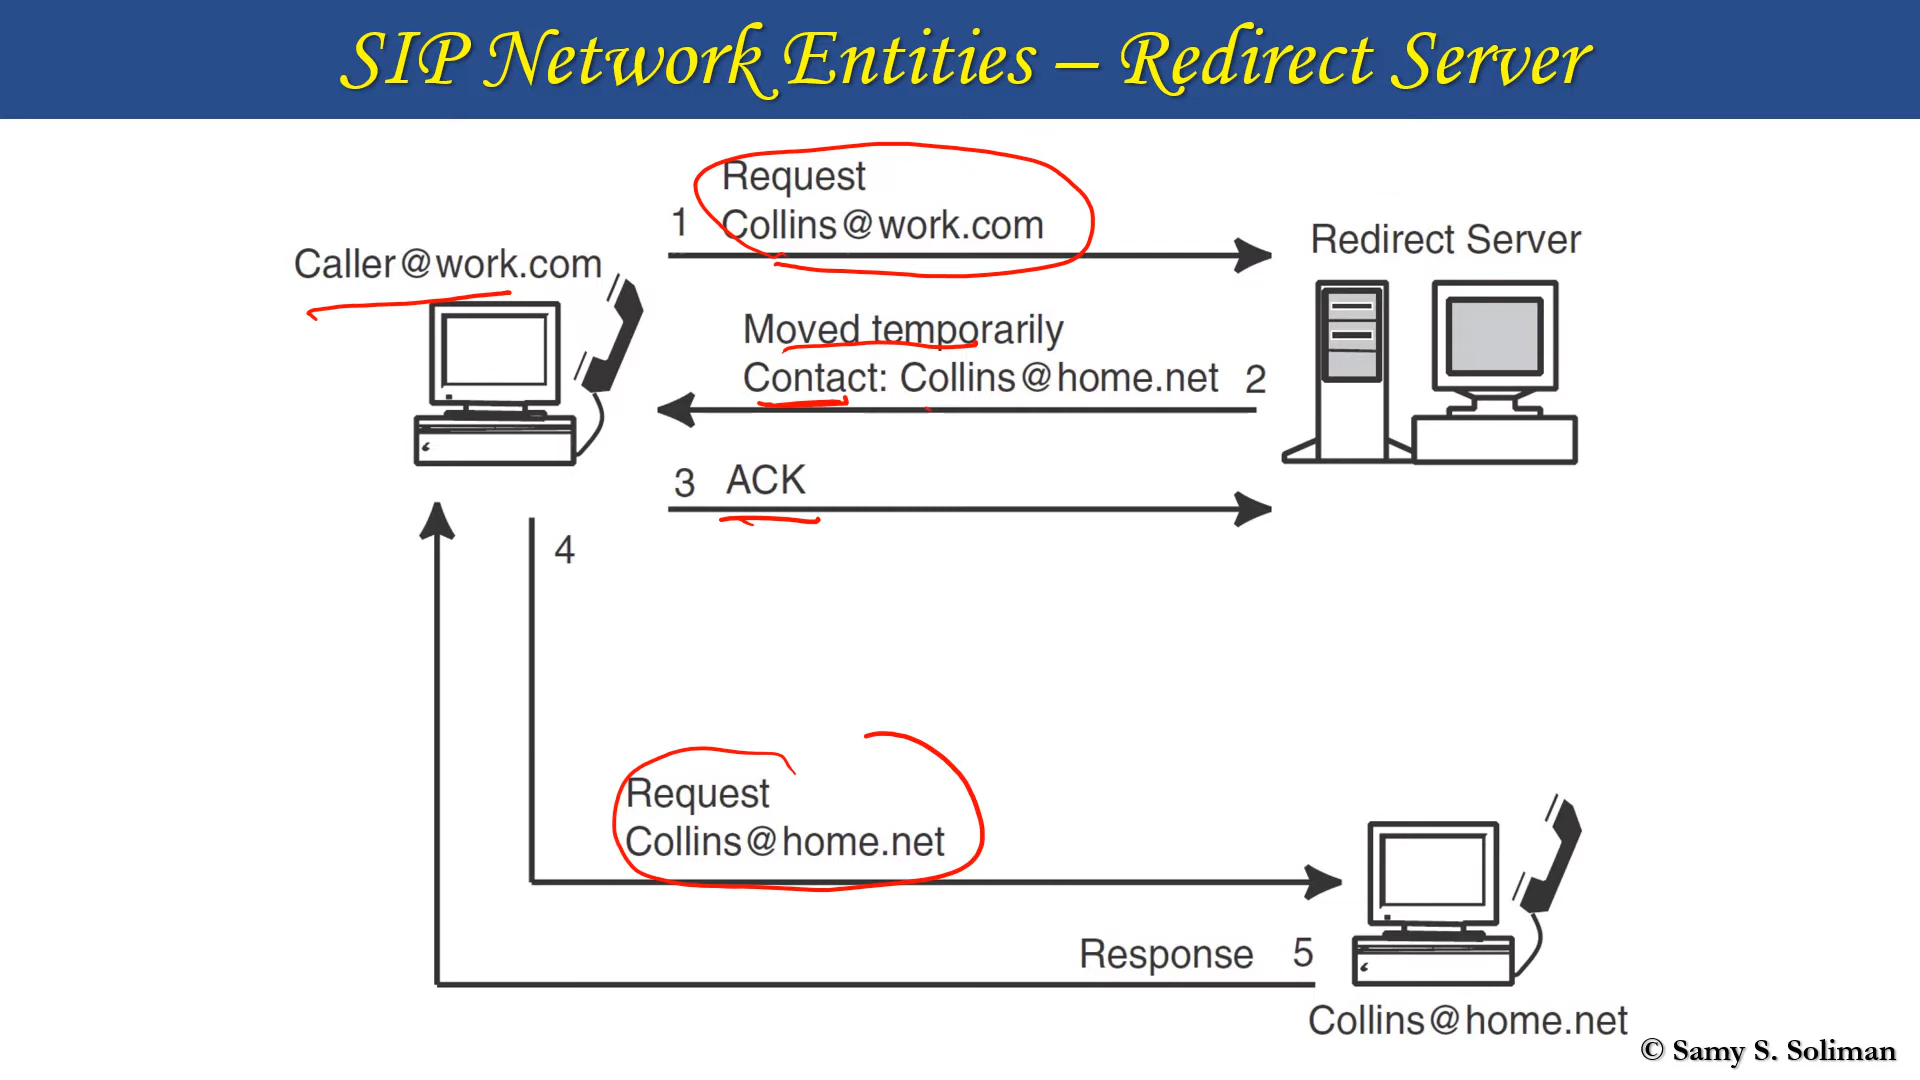 SIP Network Entities – Redirect Server
Request
1 Collins@work.com
Caller@work.com
Redirect Server
Moved temporarily
Contact: Collins@home.net 2
3 ACK
4
Request
Collins@home.net
Response 5
Collins@home.net
© Samy S. Soliman